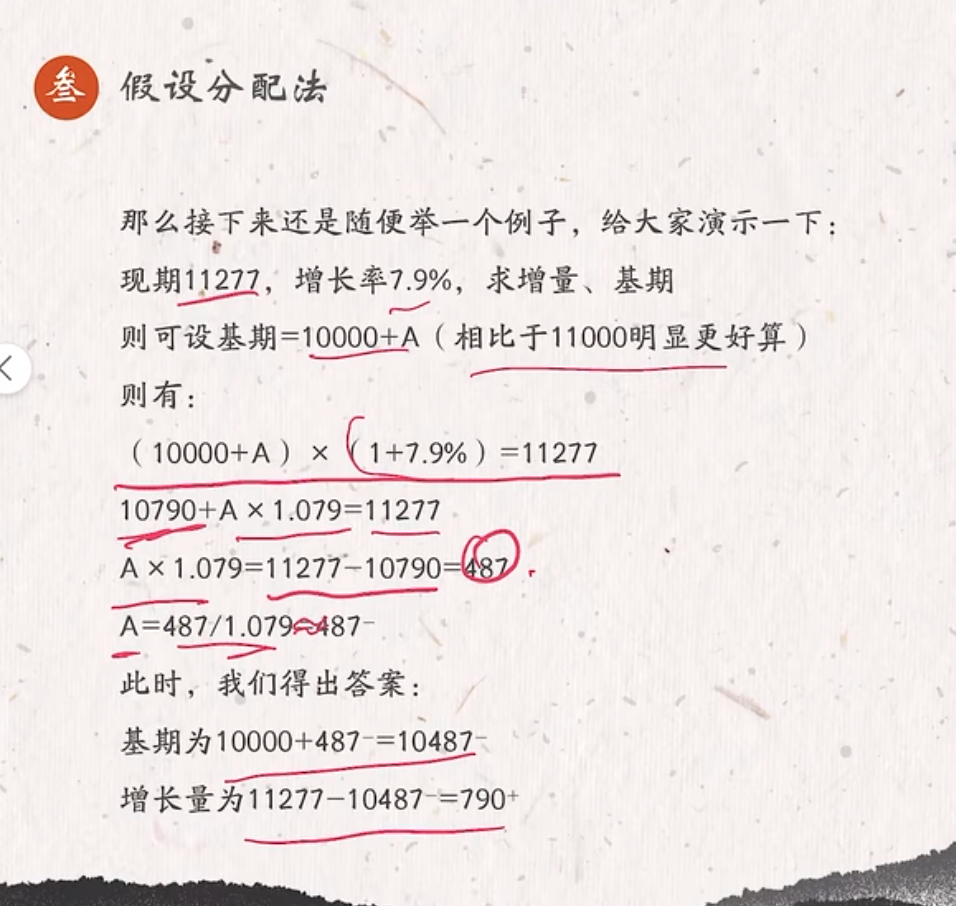 叁 假设分配法
那么接下来还是随便举一个例子，给大家演示一下：
现期11277，增长率7.9%，求增量、基期
则可设基期=10000+A（相比于11000明显更好算）
则有：
（10000+A）×（1+7.9%）=11277
10790+A×1.079=11277
A×1.079=11277-10790=487
A=487/1.079≈487⁻
此时，我们得出答案：
基期为10000+487⁻=10487⁻
增长量为11277-10487⁻=790⁺